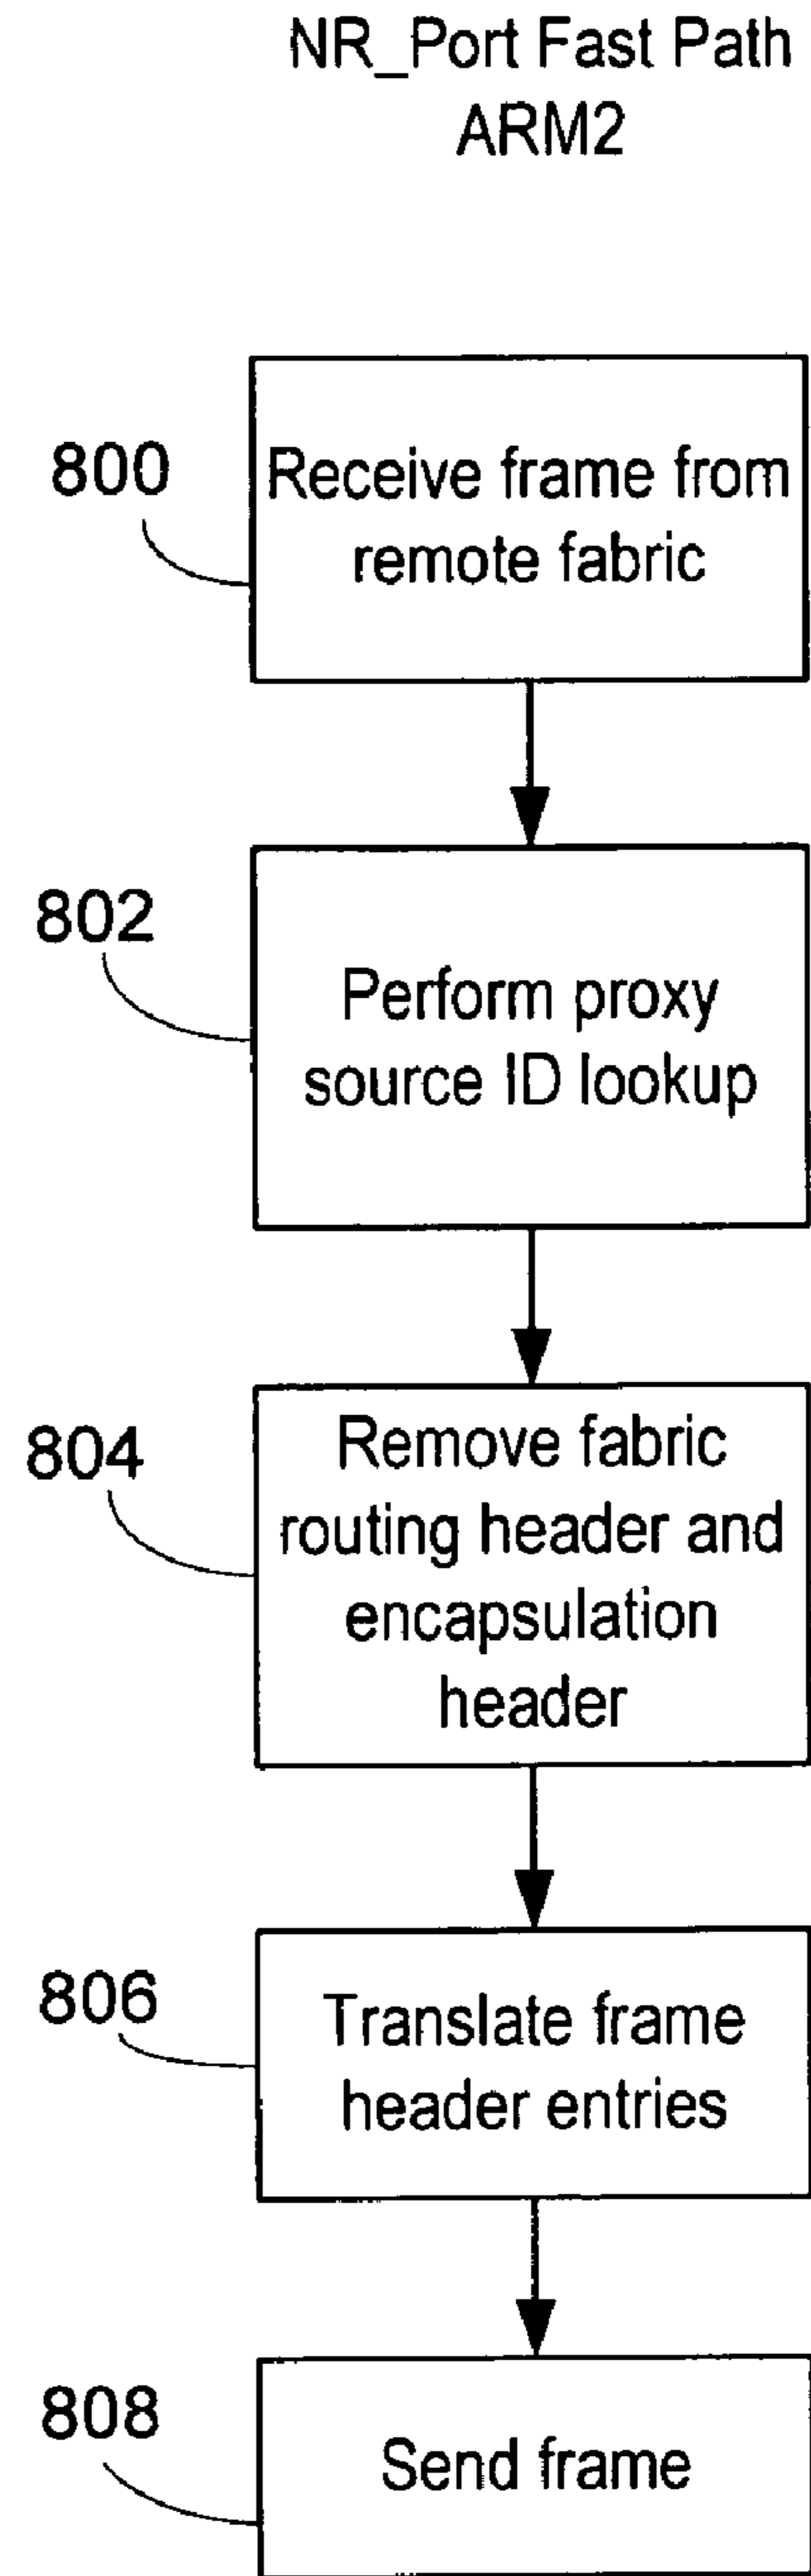 NR_Port Fast Path
ARM2
800
Receive frame from
remote fabric
802
Perform proxy
source ID lookup
804
Remove fabric
routing header and
encapsulation
header
806
Translate frame
header entries
808
Send frame